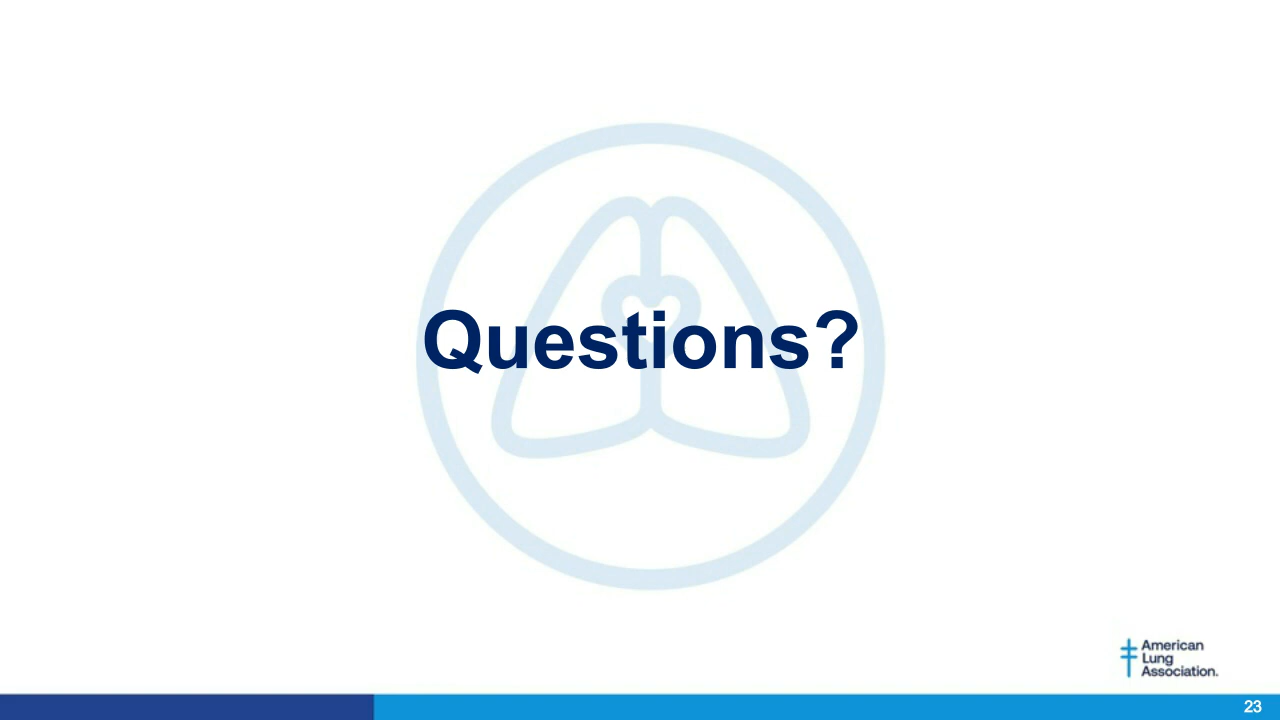 Questions?
American
Lung
Association.
23